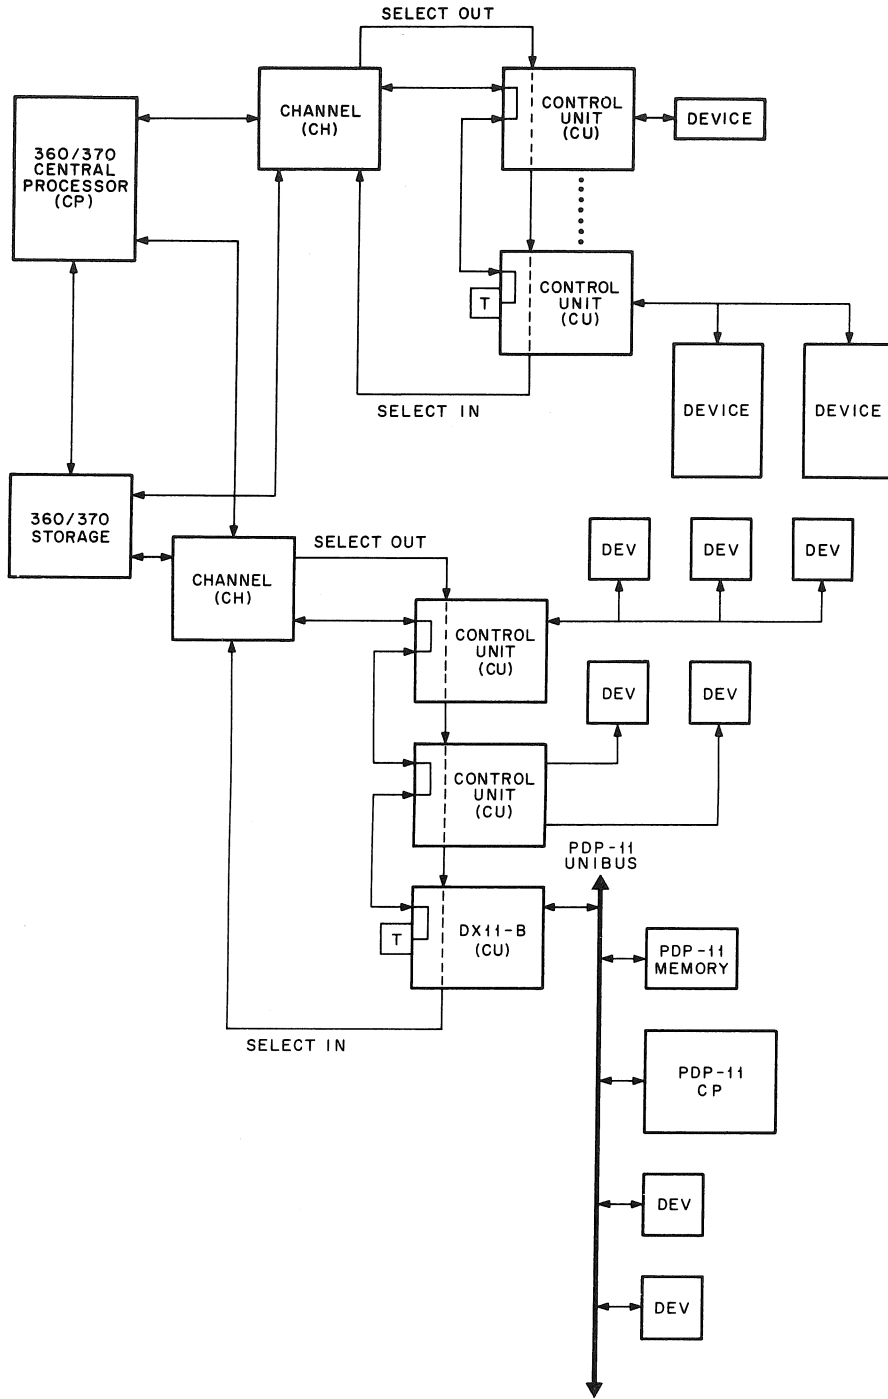 SELECT OUT
CHANNEL
(CH)
CONTROL
UNIT
(CU)
DEVICE
360/370
CENTRAL
PROCESSOR
(CP)
CONTROL
UNIT
(CU)
T
SELECT IN
DEVICE
DEVICE
360/370
STORAGE
CHANNEL
(CH)
SELECT OUT
DEV
DEV
DEV
CONTROL
UNIT
(CU)
DEV
DEV
CONTROL
UNIT
(CU)
PDP-11
UNIBUS
DX11-B
(CU)
T
SELECT IN
PDP-11
MEMORY
PDP-11
CP
DEV
DEV